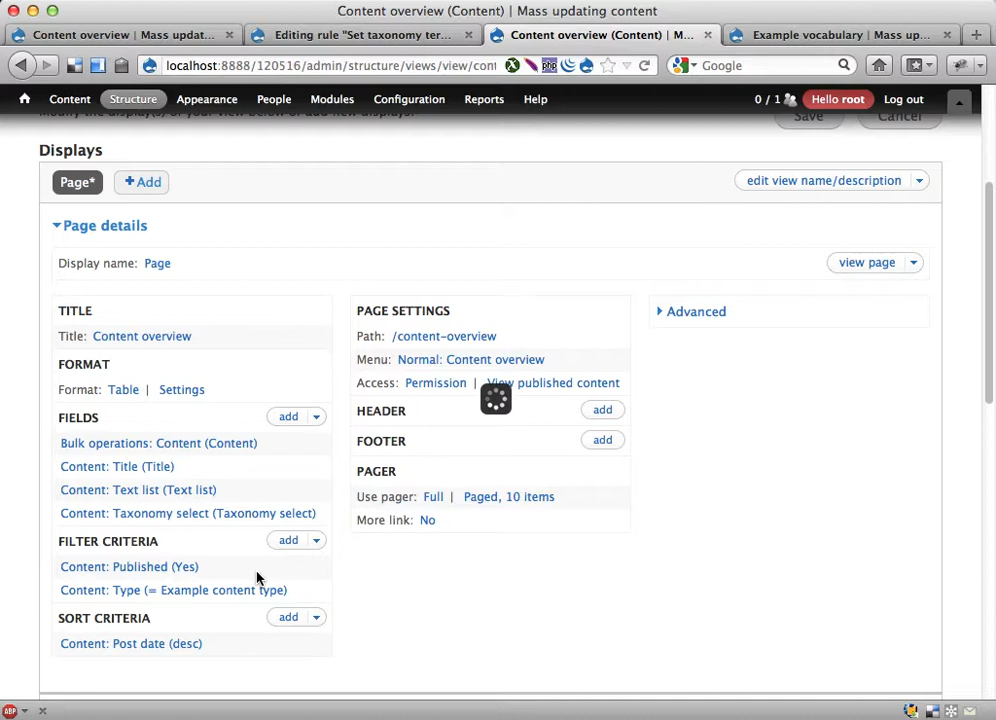 Content overview (Content) | Mass updating content
Content overview | Mass updat...
Editing rule "Set taxonomy ter...
Content overview (Content) | M...
Example vocabulary | Mass up...
localhost:8888/120516/admin/structure/views/view/cont
php
Google
Content
Structure
Appearance
People
Modules
Configuration
Reports
Help
0 / 1
Hello root
Log out
Modify the display(s) of your view below or add new displays.
Save
Cancel
Displays
Page*
+ Add
edit view name/description
Page details
Display name: Page
view page
TITLE
Title: Content overview
FORMAT
Format: Table | Settings
FIELDS
add
Bulk operations: Content (Content)
Content: Title (Title)
Content: Text list (Text list)
Content: Taxonomy select (Taxonomy select)
FILTER CRITERIA
add
Content: Published (Yes)
Content: Type (= Example content type)
SORT CRITERIA
add
Content: Post date (desc)
PAGE SETTINGS
Path: /content-overview
Menu: Normal: Content overview
Access: Permission | View published content
HEADER
add
FOOTER
add
PAGER
Use pager: Full | Paged, 10 items
More link: No
Advanced
ABP